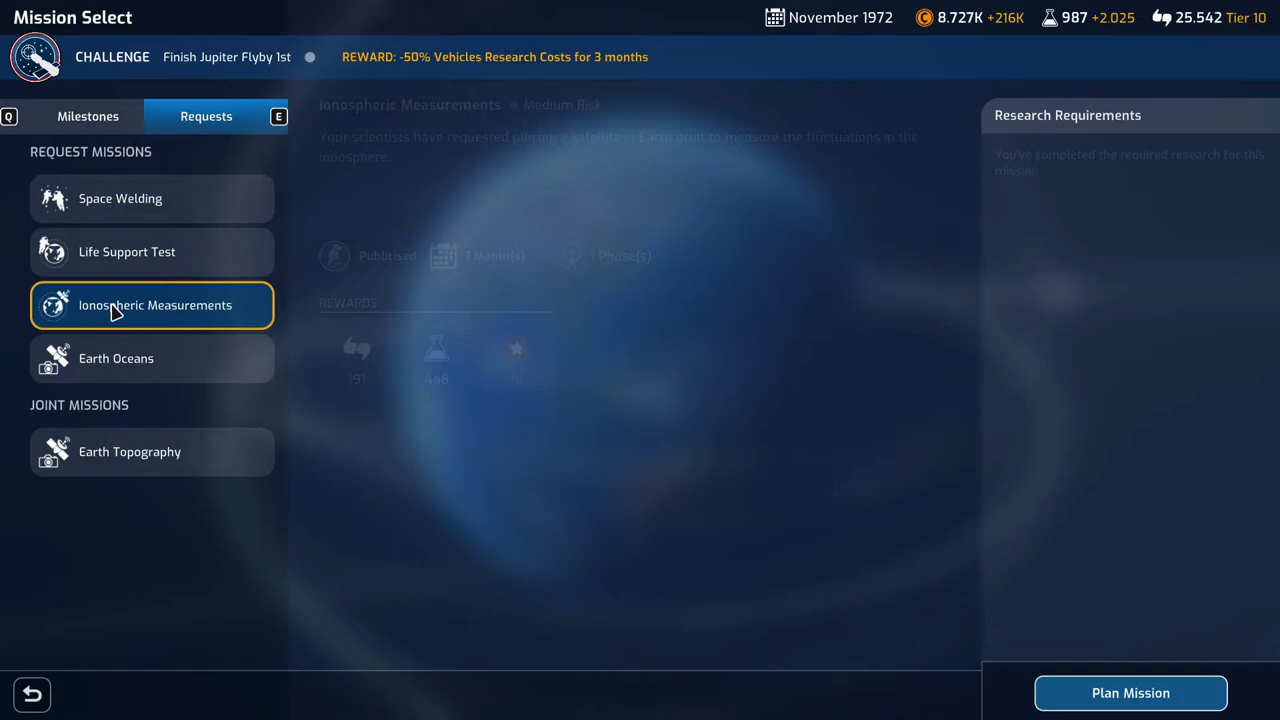 Mission Select
November 1972
8.727K +216K
987 +2.025
25.542 Tier 10
CHALLENGE Finish Jupiter Flyby 1st
REWARD: -50% Vehicles Research Costs for 3 months
Q Milestones Requests E
REQUEST MISSIONS
Space Welding
Life Support Test
Ionospheric Measurements
Earth Oceans
JOINT MISSIONS
Earth Topography
Ionospheric Measurements Medium Risk
Your scientists have requested placing a satellite in Earth orbit to measure the fluctuations in the
ionosphere.
Publicised 1 Month(s) 1 Phase(s)
REWARDS
191 448
Research Requirements
You've completed the required research for this
mission
Plan Mission